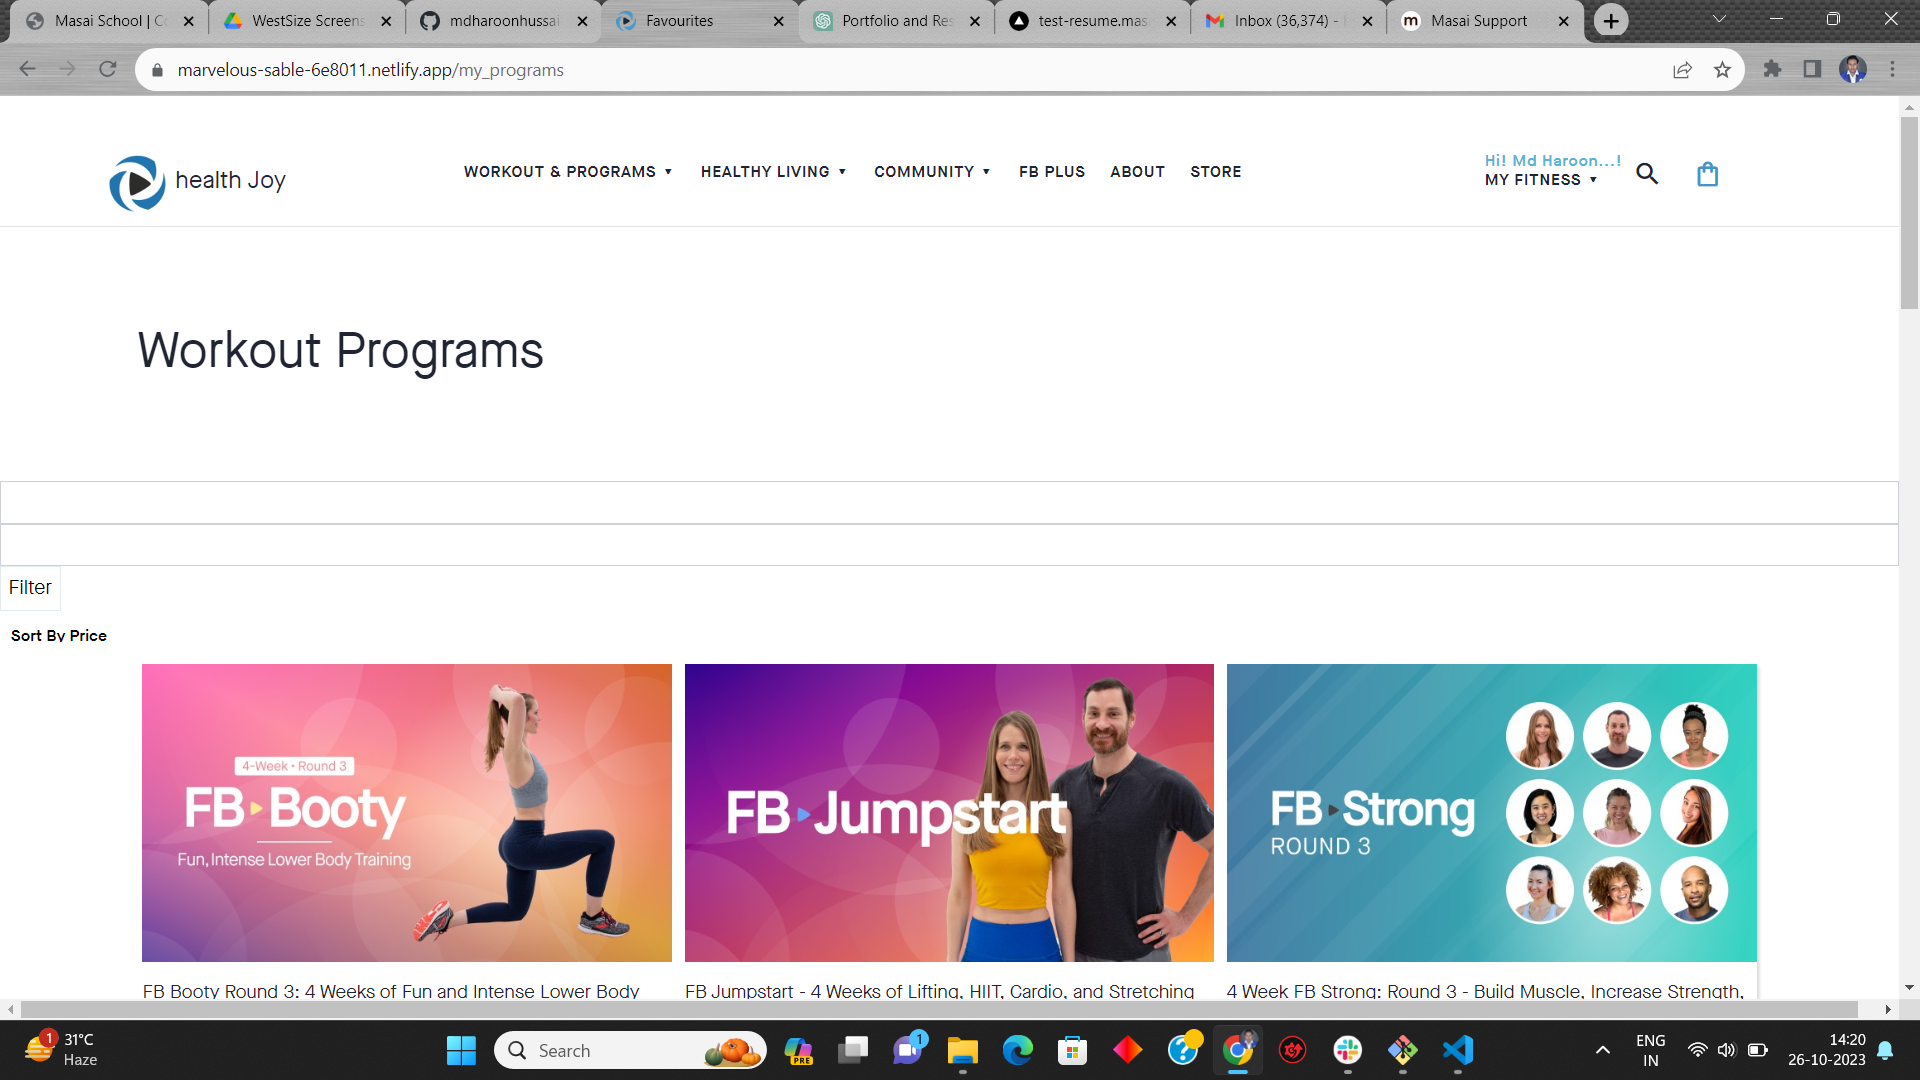 Masai School | C
WestSize Screens
mdharoonhussai
Favourites
Portfolio and Res
test-resume.mas
Inbox (36,374) -
Masai Support
marvelous-sable-6e8011.netlify.app/my_programs
health Joy
WORKOUT & PROGRAMS ▼
HEALTHY LIVING ▼
COMMUNITY ▼
FB PLUS
ABOUT
STORE
Hi! Md Haroon...!
MY FITNESS ▼
Workout Programs
Filter
Sort By Price
4-Week • Round 3
FB Booty
Fun, Intense Lower Body Training
FB Jumpstart
FB Strong
ROUND 3
FB Booty Round 3: 4 Weeks of Fun and Intense Lower Body
FB Jumpstart - 4 Weeks of Lifting, HIIT, Cardio, and Stretching
4 Week FB Strong: Round 3 - Build Muscle, Increase Strength,
1
31°C
Haze
Search
PRE
1
ENG
IN
14:20
26-10-2023